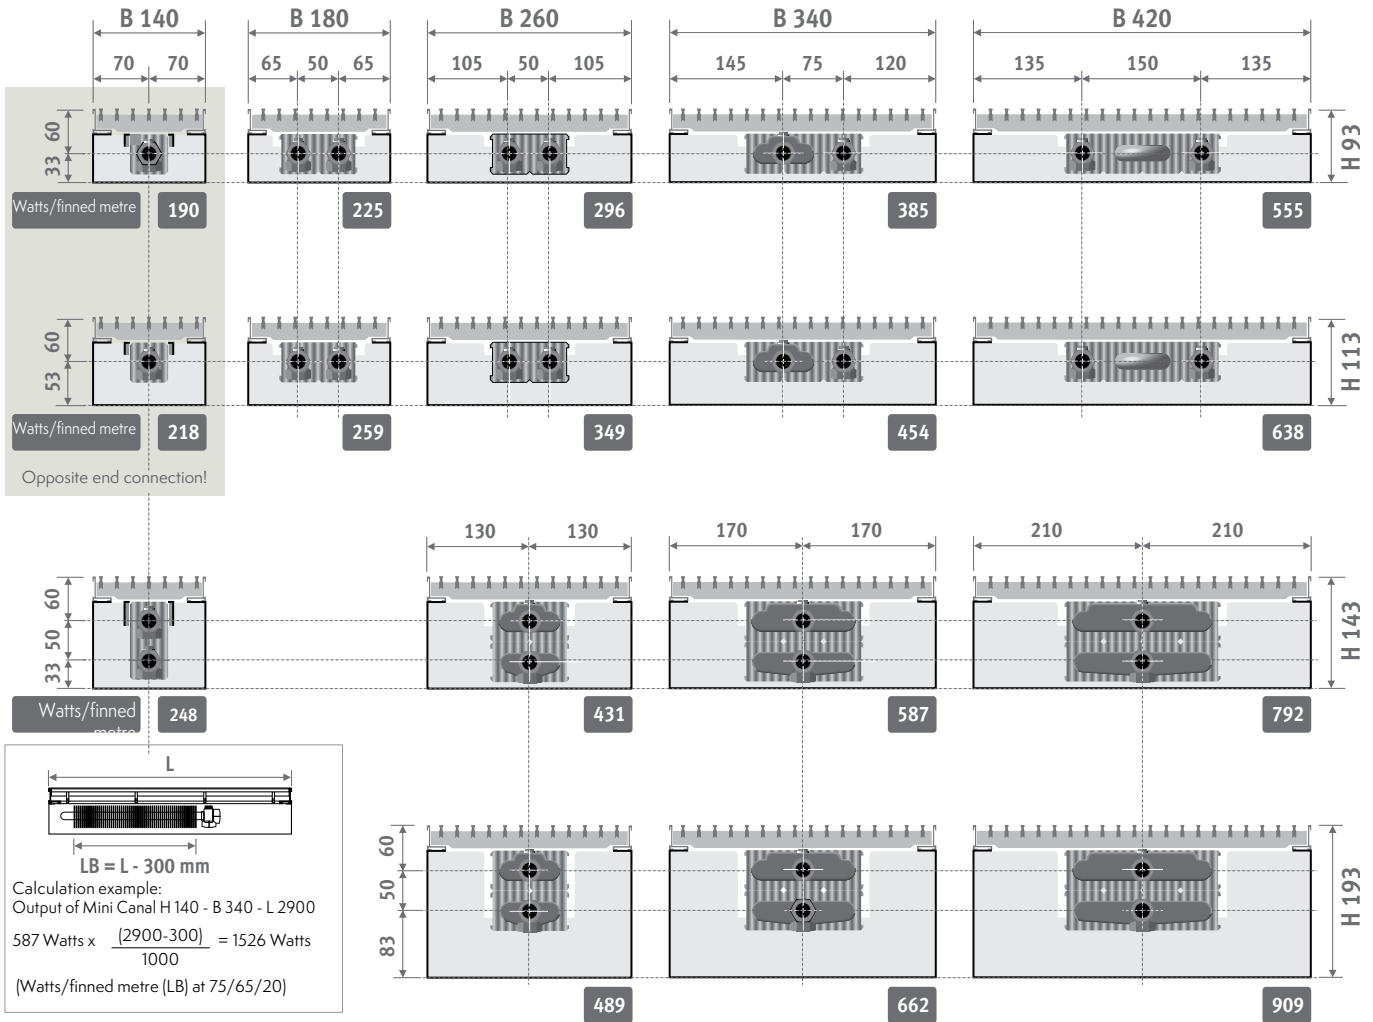 B 140 B 180 B 260 B 340 B 420
70 70 65 50 65 105 50 105 145 75 120 135 150 135
60
33
H 93
Watts/finned metre 190 225 296 385 555
60
53
H 113
Watts/finned metre 218 259 349 454 638
Opposite end connection!
130 130 170 170 210 210
60
50
33
H 143
Watts/finned
metre
248 431 587 792
L
LB = L - 300 mm
Calculation example:
Output of Mini Canal H 140 - B 340 - L 2900
587 Watts x (2900-300) = 1526 Watts
1000
(Watts/finned metre (LB) at 75/65/20)
60
50
83
H 193
489 662 909